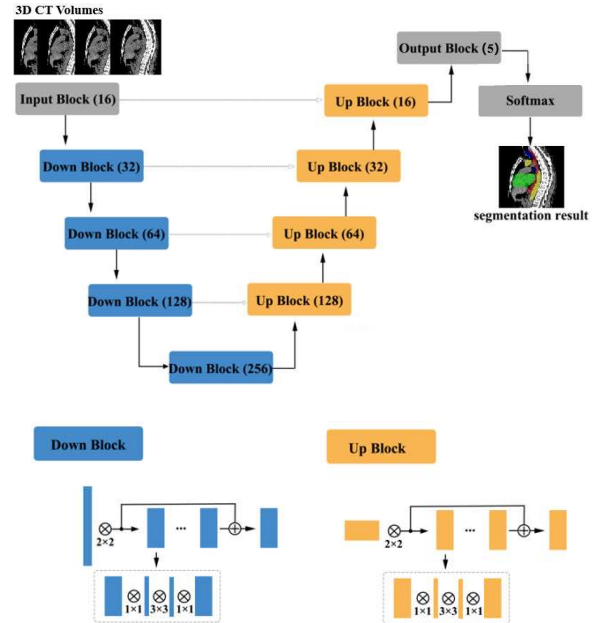 3D CT Volumes
Output Block (5)
Input Block (16)
Up Block (16)
Softmax
Down Block (32)
Up Block (32)
segmentation result
Down Block (64)
Up Block (64)
Down Block (128)
Up Block (128)
Down Block (256)
Down Block
Up Block
2×2
...
2×2
...
1×1 3×3 1×1
1×1 3×3 1×1